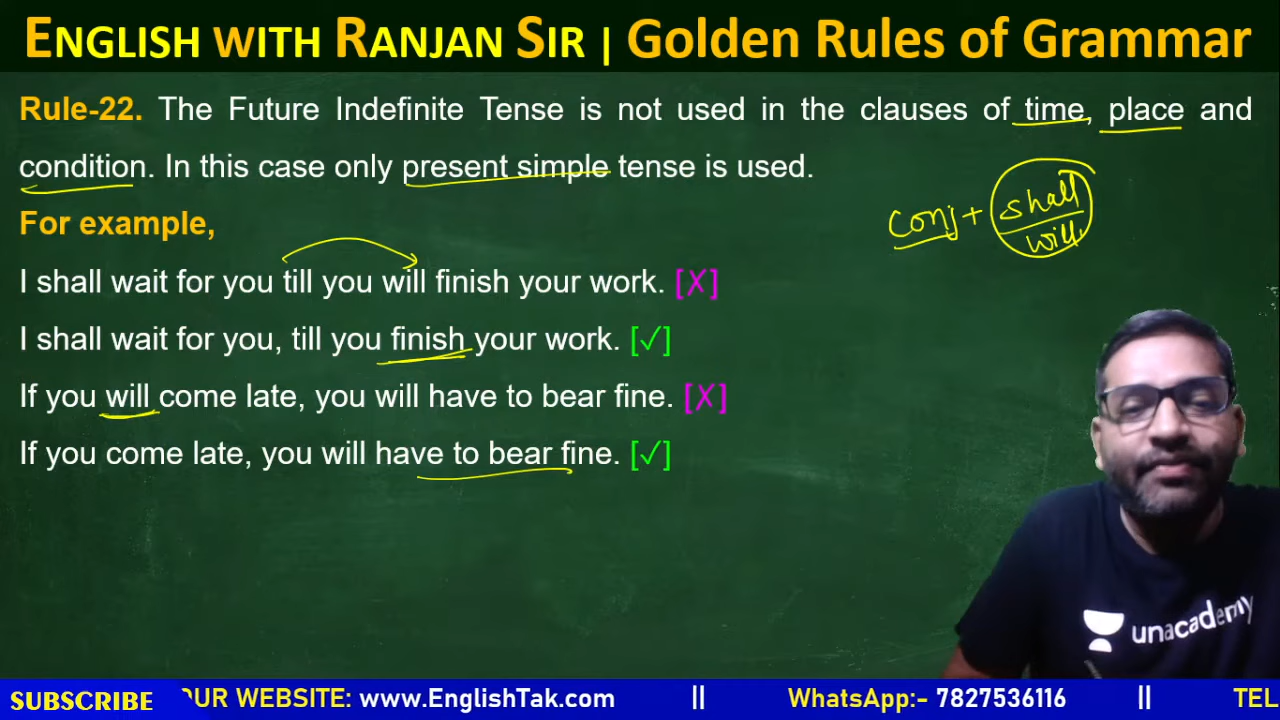 ENGLISH WITH RANJAN SIR | Golden Rules of Grammar
Rule-22. The Future Indefinite Tense is not used in the clauses of time, place and
condition. In this case only present simple tense is used.
conj + shall
will
For example,
I shall wait for you till you will finish your work. [X]
I shall wait for you, till you finish your work. [✓]
If you will come late, you will have to bear fine. [X]
If you come late, you will have to bear fine. [✓]
unacademy
SUBSCRIBE OUR WEBSITE: www.EnglishTak.com || WhatsApp:- 7827536116 || TEL